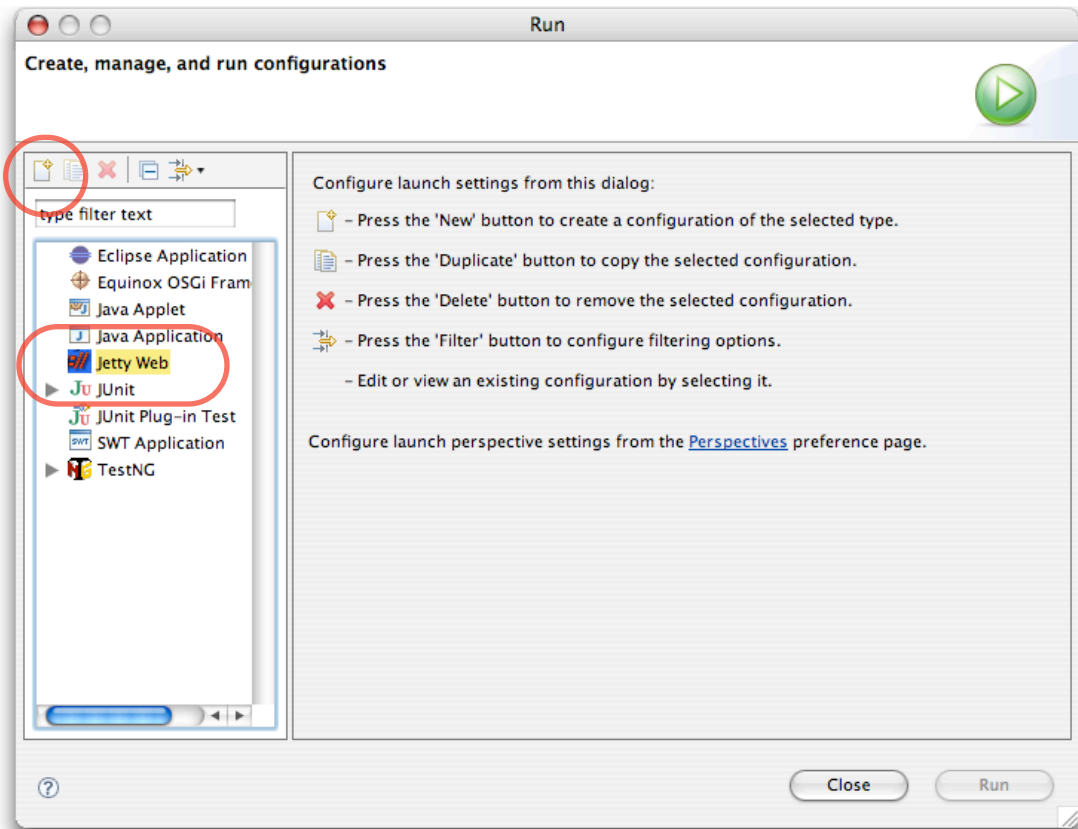 Run
Create, manage, and run configurations
type filter text
Eclipse Application
Equinox OSGi Fram
Java Applet
Java Application
Jetty Web
JUnit
JUnit Plug-in Test
SWT Application
TestNG
Configure launch settings from this dialog:
– Press the 'New' button to create a configuration of the selected type.
– Press the 'Duplicate' button to copy the selected configuration.
– Press the 'Delete' button to remove the selected configuration.
– Press the 'Filter' button to configure filtering options.
– Edit or view an existing configuration by selecting it.
Configure launch perspective settings from the Perspectives preference page.
? Close Run